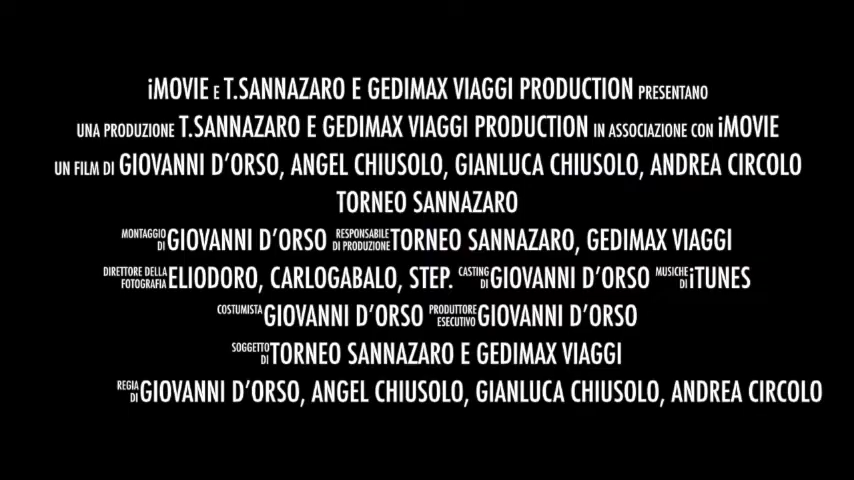 iMOVIE E T.SANNAZARO E GEDIMAX VIAGGI PRODUCTION PRESENTANO
UNA PRODUZIONE T.SANNAZARO E GEDIMAX VIAGGI PRODUCTION IN ASSOCIAZIONE CON iMOVIE
UN FILM DI GIOVANNI D'ORSO, ANGEL CHIUSOLO, GIANLUCA CHIUSOLO, ANDREA CIRCOLO
TORNEO SANNAZARO
MONTAGGIO DI GIOVANNI D'ORSO RESPONSABILE DI PRODUZIONE TORNEO SANNAZARO, GEDIMAX VIAGGI
DIRETTORE DELLA FOTOGRAFIA ELIODORO, CARLOGABALO, STEP. CASTING DI GIOVANNI D'ORSO MUSICHE DI iTUNES
COSTUMISTA GIOVANNI D'ORSO PRODUTTORE ESECUTIVO GIOVANNI D'ORSO
SOGGETTO DI TORNEO SANNAZARO E GEDIMAX VIAGGI
REGIA DI GIOVANNI D'ORSO, ANGEL CHIUSOLO, GIANLUCA CHIUSOLO, ANDREA CIRCOLO